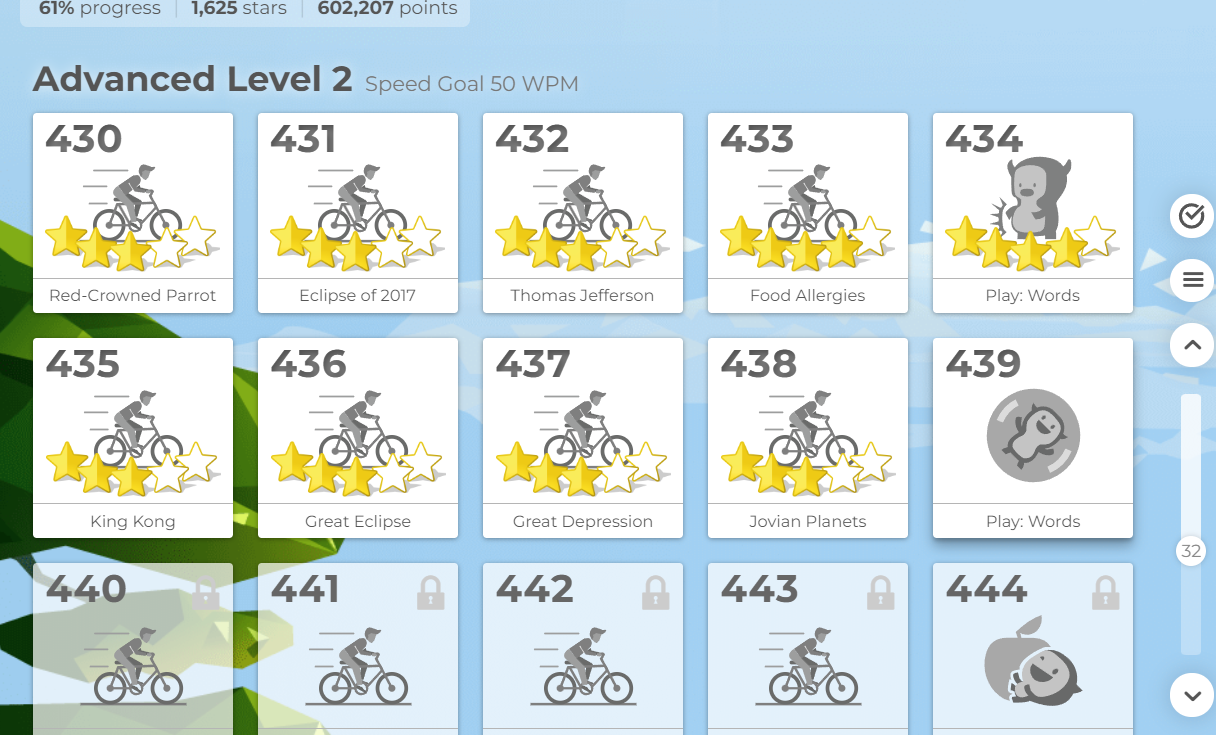 61% progress 1,625 stars 602,207 points
Advanced Level 2 Speed Goal 50 WPM
430 431 432 433 434
Red-Crowned Parrot Eclipse of 2017 Thomas Jefferson Food Allergies Play: Words
435 436 437 438 439
King Kong Great Eclipse Great Depression Jovian Planets Play: Words
32
440 441 442 443 444